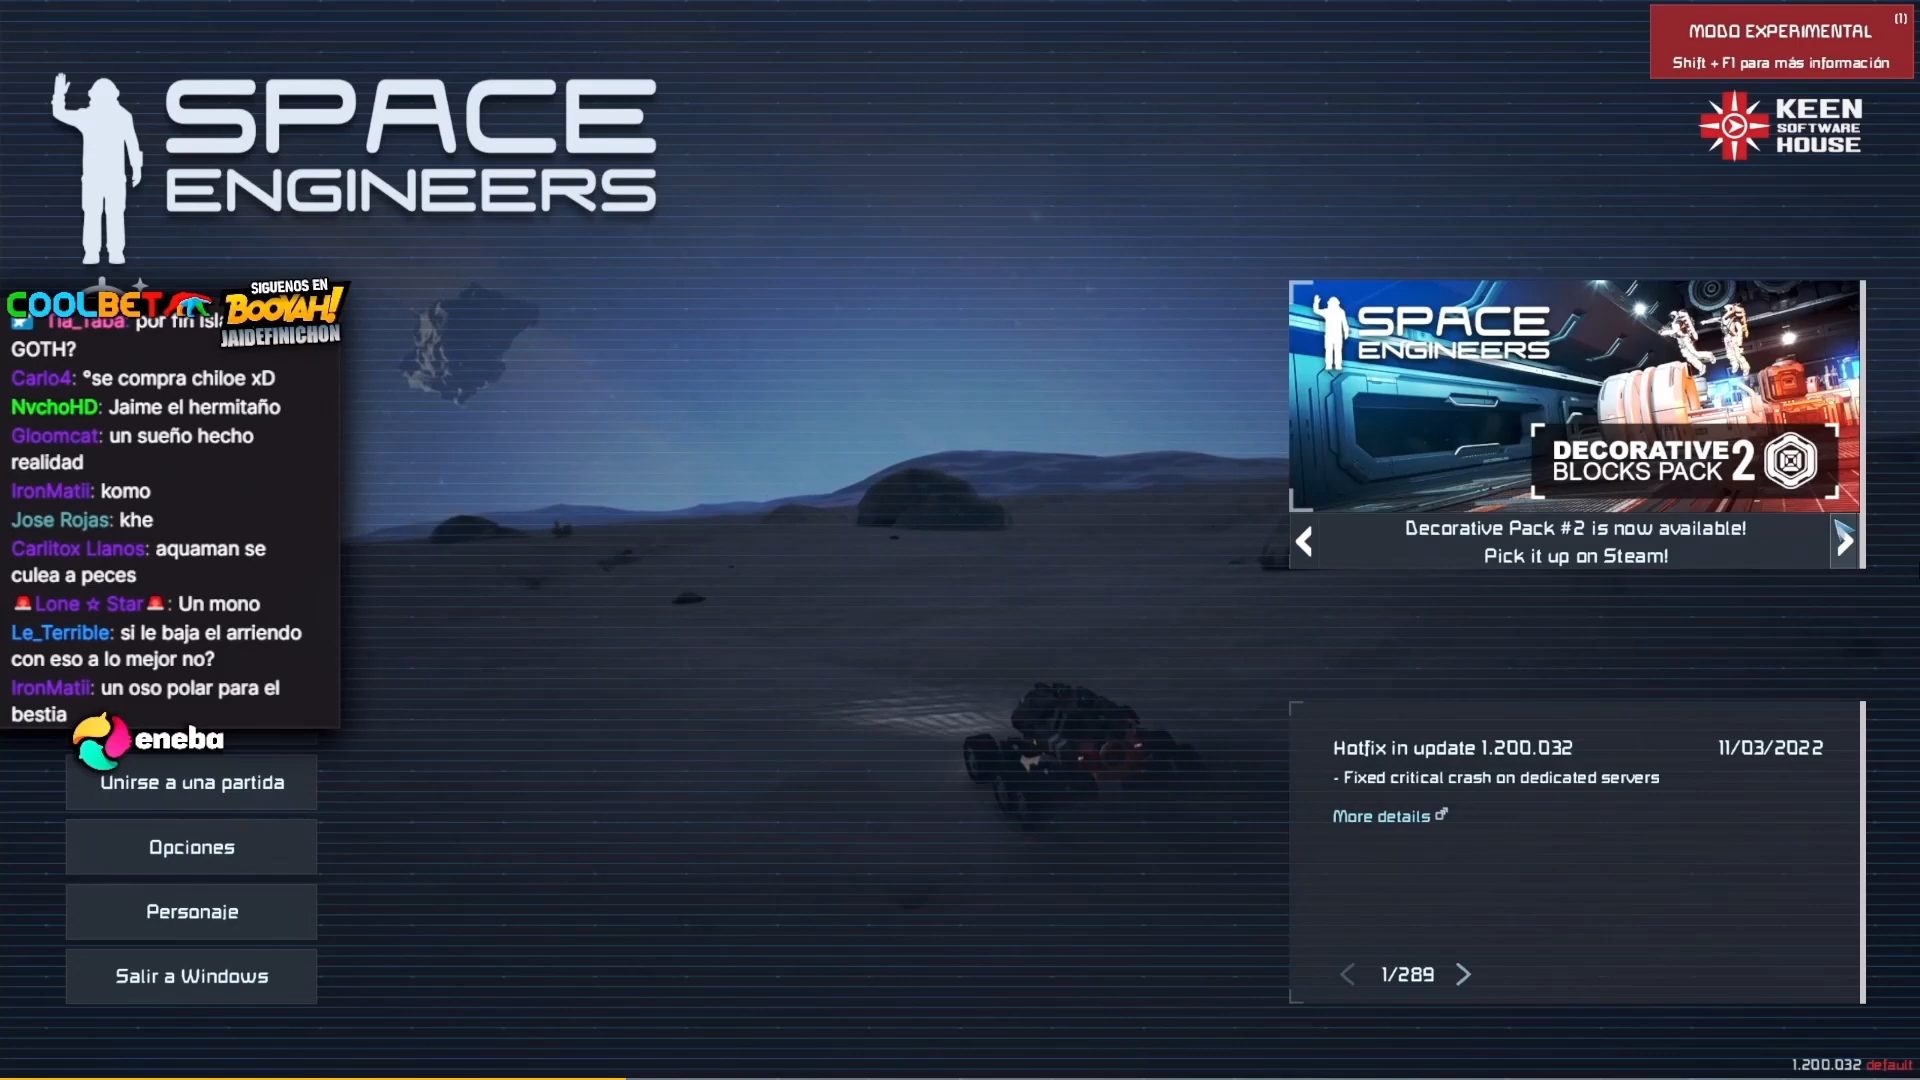 (1)
MODO EXPERIMENTAL
Shift + F1 para más información
KEEN
SOFTWARE
HOUSE
SPACE
ENGINEERS
COOLBET
SIGUENOS EN
BOOYAH!
JAIDEFINICHON
Tia_Taba: por fin isla
GOTH?
Carlo4: °se compra chiloe xD
NvchoHD: Jaime el hermitaño
Gloomcat: un sueño hecho
realidad
IronMatii: komo
Jose Rojas: khe
Carlitox Llanos: aquaman se
culea a peces
🚨Lone ☆ Star🚨: Un mono
Le_Terrible: si le baja el arriendo
con eso a lo mejor no?
IronMatii: un oso polar para el
bestia
eneba
Unirse a una partida
Opciones
Personaje
Salir a Windows
SPACE
ENGINEERS
DECORATIVE 2
BLOCKS PACK
Decorative Pack #2 is now available!
Pick it up on Steam!
Hotfix in update 1.200.032 11/03/2022
- Fixed critical crash on dedicated servers
More details
1/289
1.200.032 default